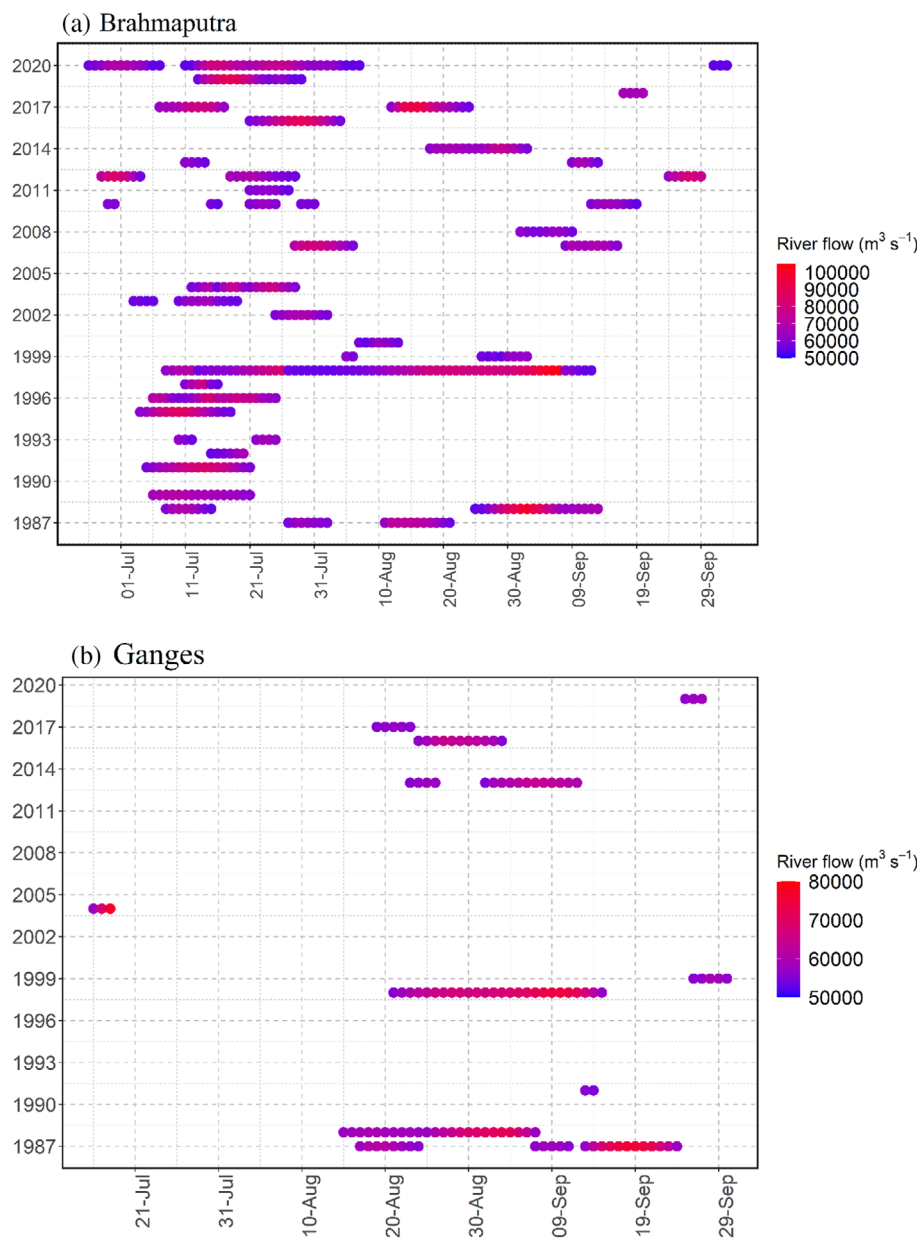 (a) Brahmaputra
2020
2017
2014
2011
2008
2005
2002
1999
1996
1993
1990
1987
01-Jul
11-Jul
21-Jul
31-Jul
10-Aug
20-Aug
30-Aug
09-Sep
19-Sep
29-Sep
River flow (m³ s⁻¹)
100000
90000
80000
70000
60000
50000
(b) Ganges
2020
2017
2014
2011
2008
2005
2002
1999
1996
1993
1990
1987
21-Jul
31-Jul
10-Aug
20-Aug
30-Aug
09-Sep
19-Sep
29-Sep
River flow (m³ s⁻¹)
80000
70000
60000
50000